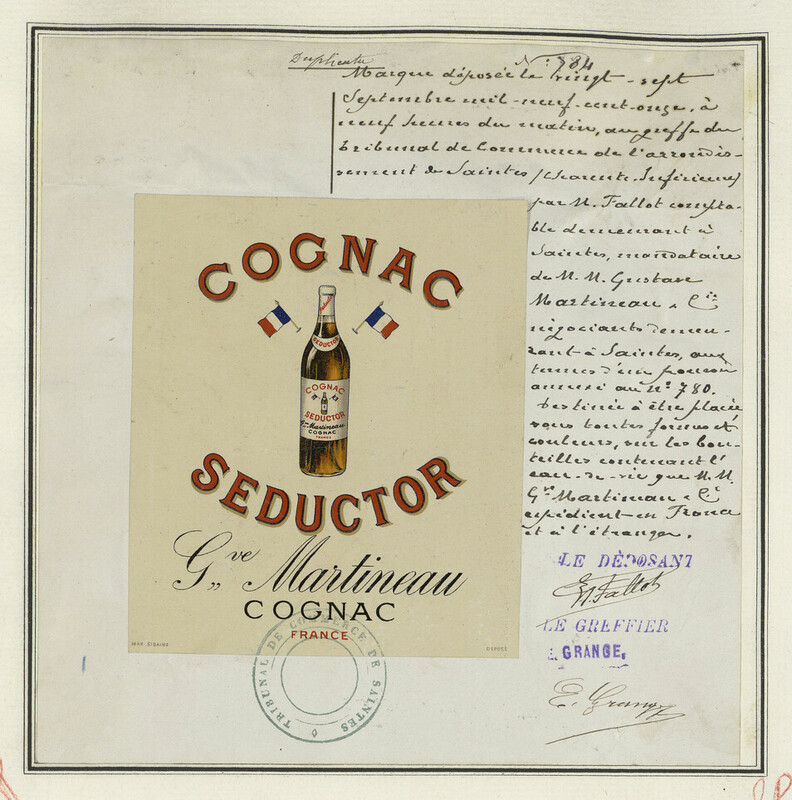 Duplicata
N° 784
Marque déposée le vingt-sept
Septembre mil-neuf-cent-onze, à
neuf heures du matin, au greffe du
tribunal de Commerce de l'arrondis-
sement de Saintes (Charente-Inférieure)
par M. Fallot compta-
ble demeurant à
Saintes, mandataire
de M.M. Gustave
Martineau & Cie
négociants demeu-
rant à Saintes, aux
termes d'un pouvoir
annexé au n° 780.
Destinée à être placée
sous toutes formes et
couleurs, sur les bou-
teilles contenant l'
eau-de-vie que M.M.
Gve Martineau & Cie
expédient en France
et à l'étranger.
COGNAC
SEDUCTOR
COGNAC
SEDUCTOR
Gve Martineau
COGNAC
FRANCE
SEDUCTOR
Gve Martineau
COGNAC
FRANCE
DÉPOSÉ
TRIBUNAL DE COMMERCE DE SAINTES
LE DÉPOSANT
Fallot
LE GREFFIER
E. GRANGE.
E. Grange